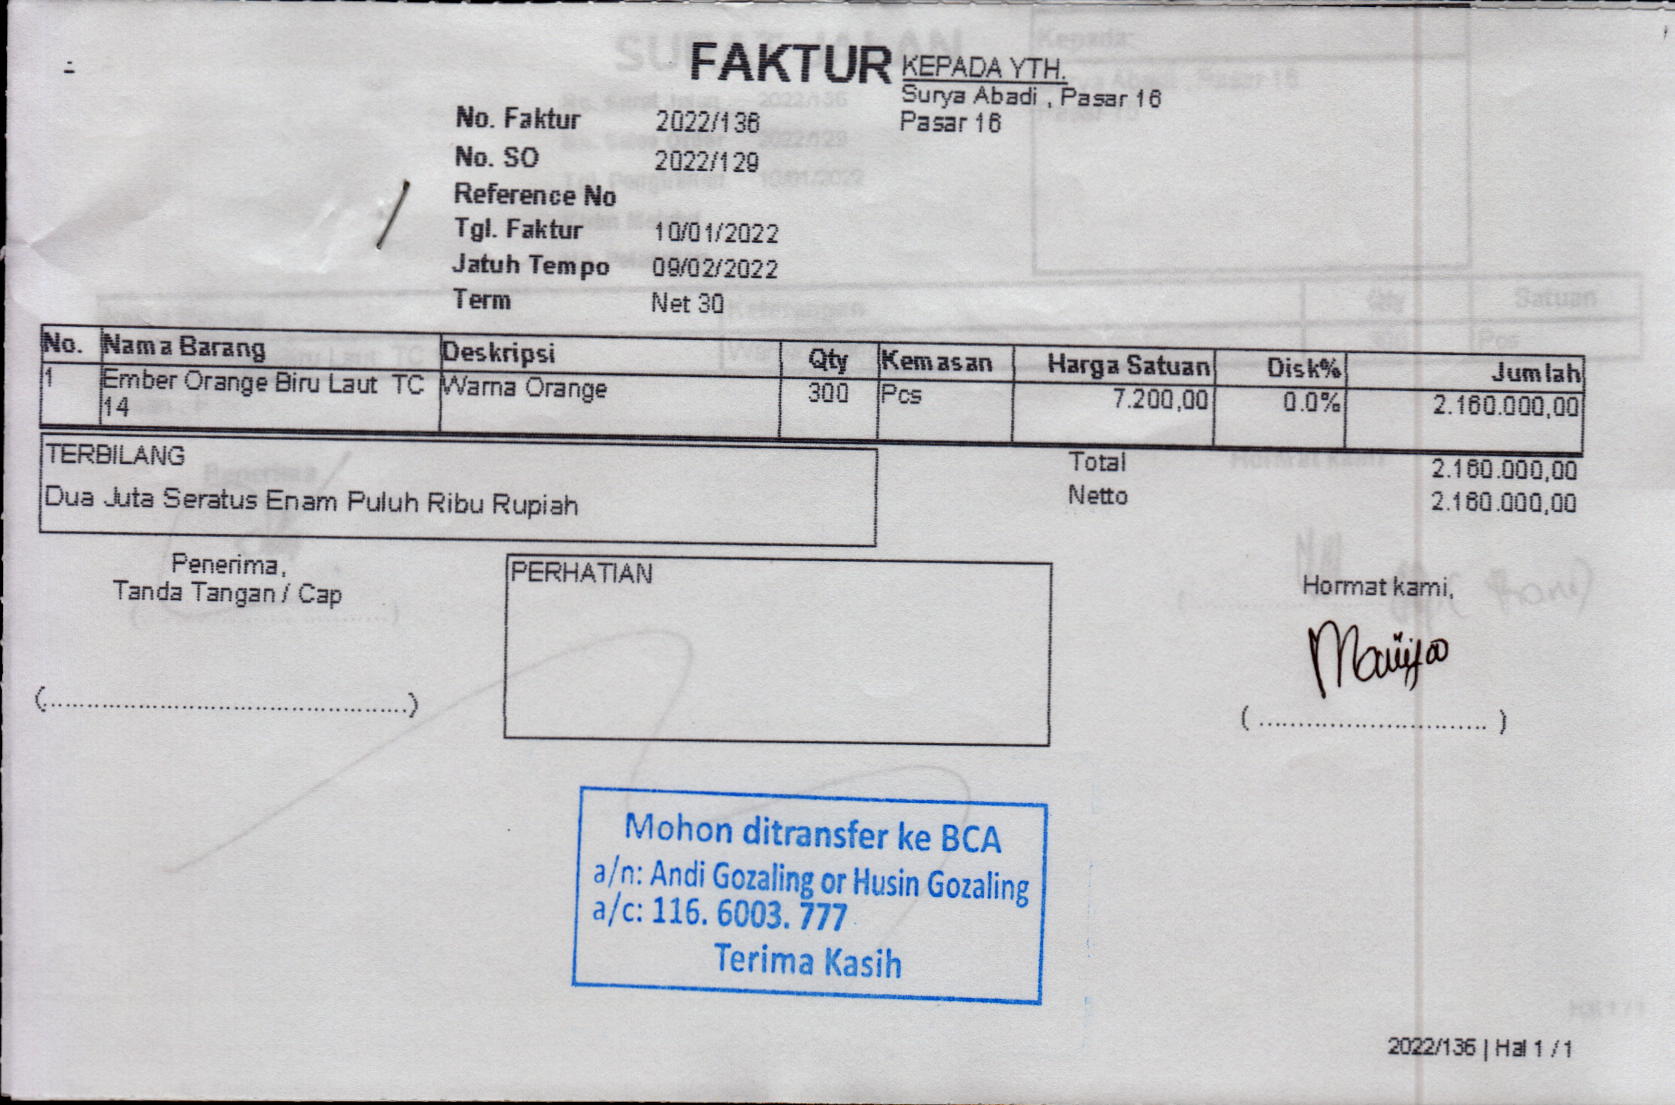 FAKTUR
KEPADA YTH.
Surya Abadi , Pasar 16
Pasar 16
No. Faktur 2022/136
No. SO 2022/129
Reference No
Tgl. Faktur 10/01/2022
Jatuh Tempo 09/02/2022
Term Net 30
No. Nama Barang Deskripsi Qty Kemasan Harga Satuan Disk% Jumlah
1 Ember Orange Biru Laut TC Warna Orange 300 Pcs 7.200,00 0.0% 2.160.000,00
14
TERBILANG
Dua Juta Seratus Enam Puluh Ribu Rupiah
Total 2.160.000,00
Netto 2.160.000,00
Penerima,
Tanda Tangan / Cap
(..................................................)
PERHATIAN
Hormat kami,
( ............................... )
Mohon ditransfer ke BCA
a/n: Andi Gozaling or Husin Gozaling
a/c: 116. 6003. 777
Terima Kasih
2022/136 | Hal 1 / 1